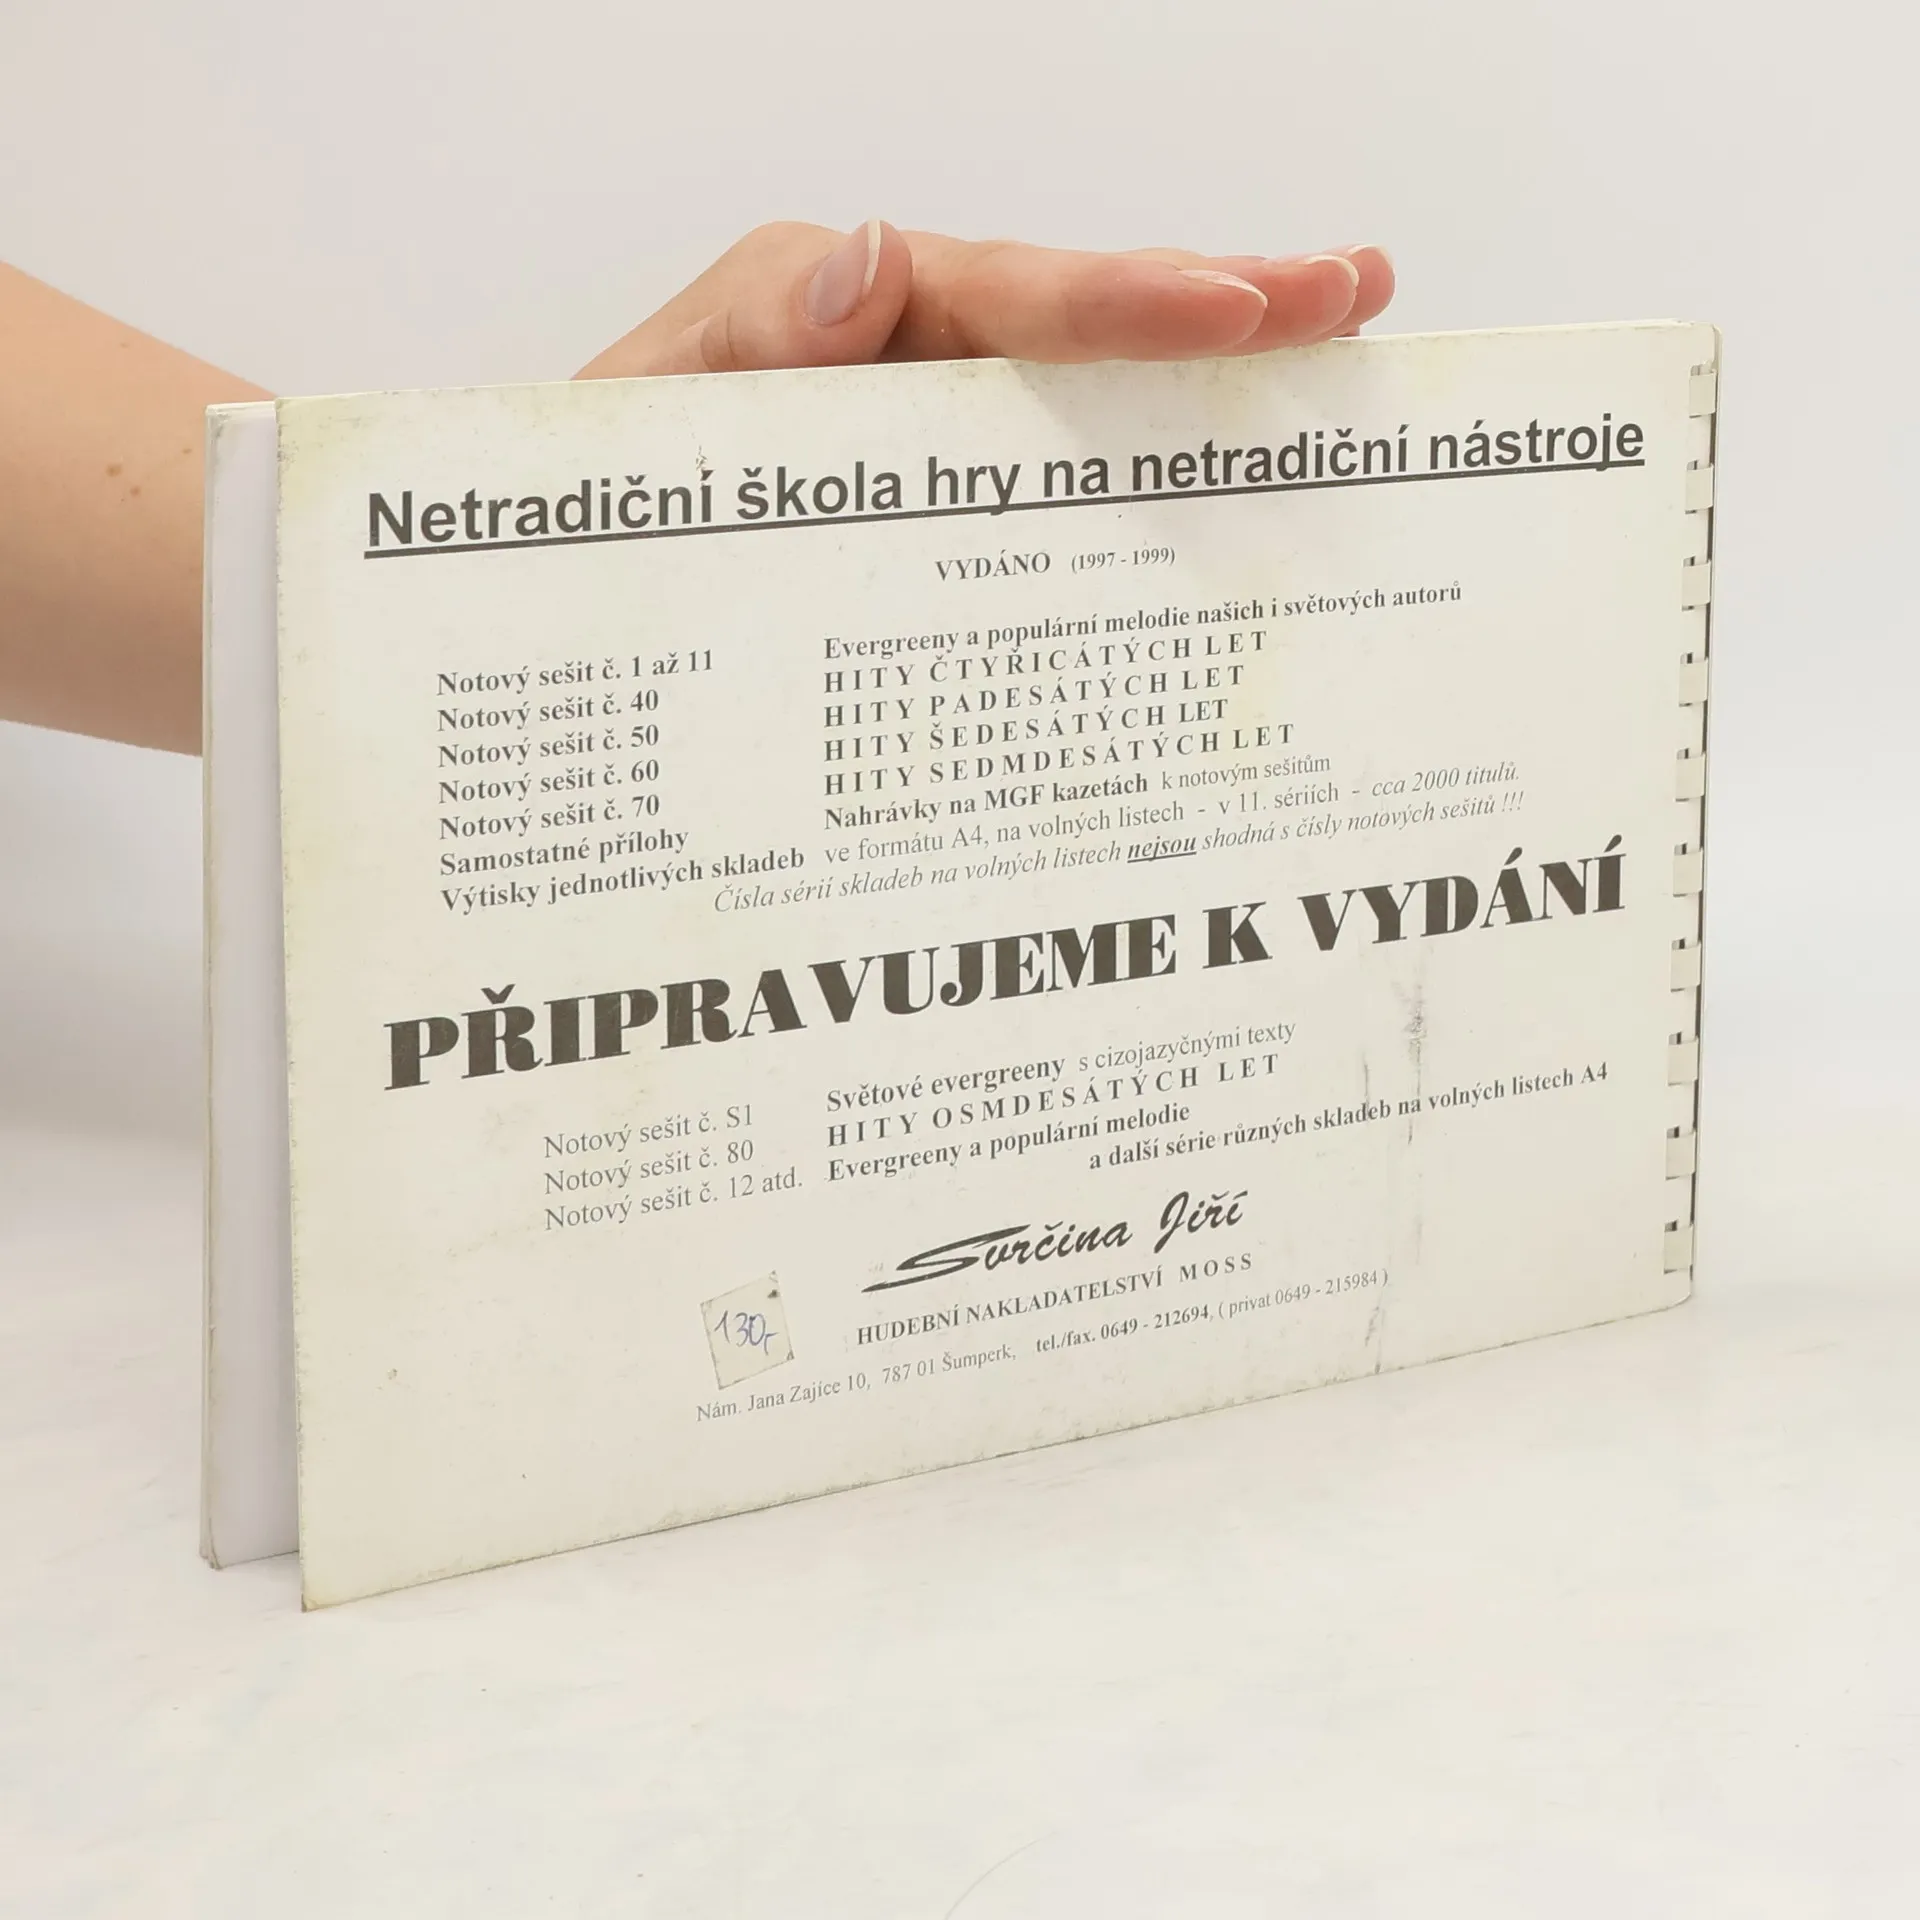 Netradiční škola hry na netradiční nástroje
VYDÁNO (1997 - 1999)
Notový sešit č. 1 až 11 Evergreeny a populární melodie našich i světových autorů
Notový sešit č. 40 HITY ČTYŘICÁTÝCH LET
Notový sešit č. 50 HITY PADESÁTÝCH LET
Notový sešit č. 60 HITY ŠEDESÁTÝCH LET
Notový sešit č. 70 HITY SEDMDESÁTÝCH LET
Samostatné přílohy Nahrávky na MGF kazetách k notovým sešitům
Výtisky jednotlivých skladeb ve formátu A4, na volných listech - v 11. sériích - cca 2000 titulů.
Čísla sérií skladeb na volných listech nejsou shodná s čísly notových sešitů !!!
PŘIPRAVUJEME K VYDÁNÍ
Notový sešit č. S1 Světové evergreeny s cizojazyčnými texty
Notový sešit č. 80 HITY OSMDESÁTÝCH LET
Notový sešit č. 12 atd. Evergreeny a populární melodie
a další série různých skladeb na volných listech A4
Svrčina Jiří
HUDEBNÍ NAKLADATELSTVÍ MOSS
130,-
Nám. Jana Zajíce 10, 787 01 Šumperk, tel./fax. 0649 - 212694, ( privat 0649 - 215984 )